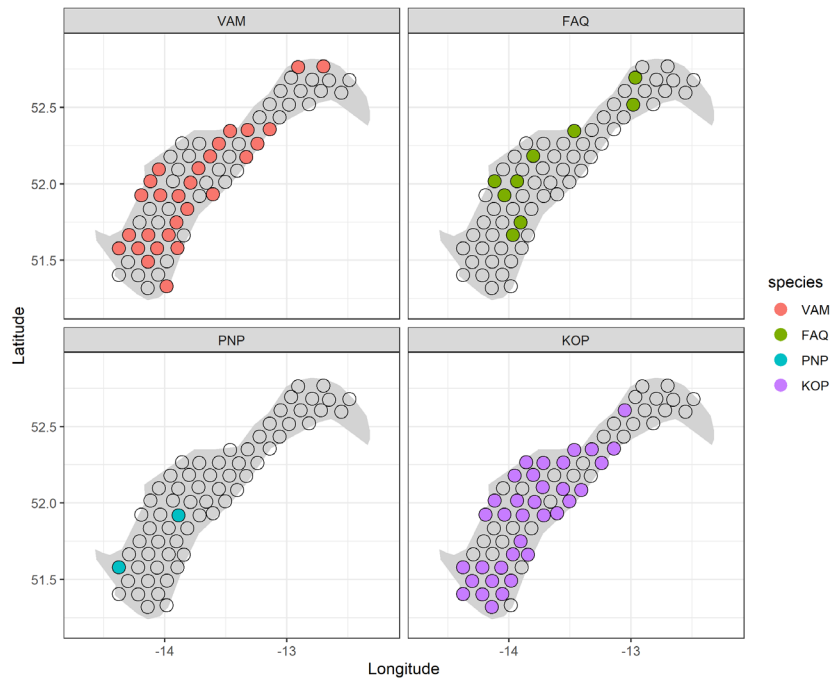 VAM
FAQ
52.5
52.0
51.5
PNP
KOP
52.5
52.0
51.5
-14
-13
-14
-13
Latitude
Longitude
species
VAM
FAQ
PNP
KOP